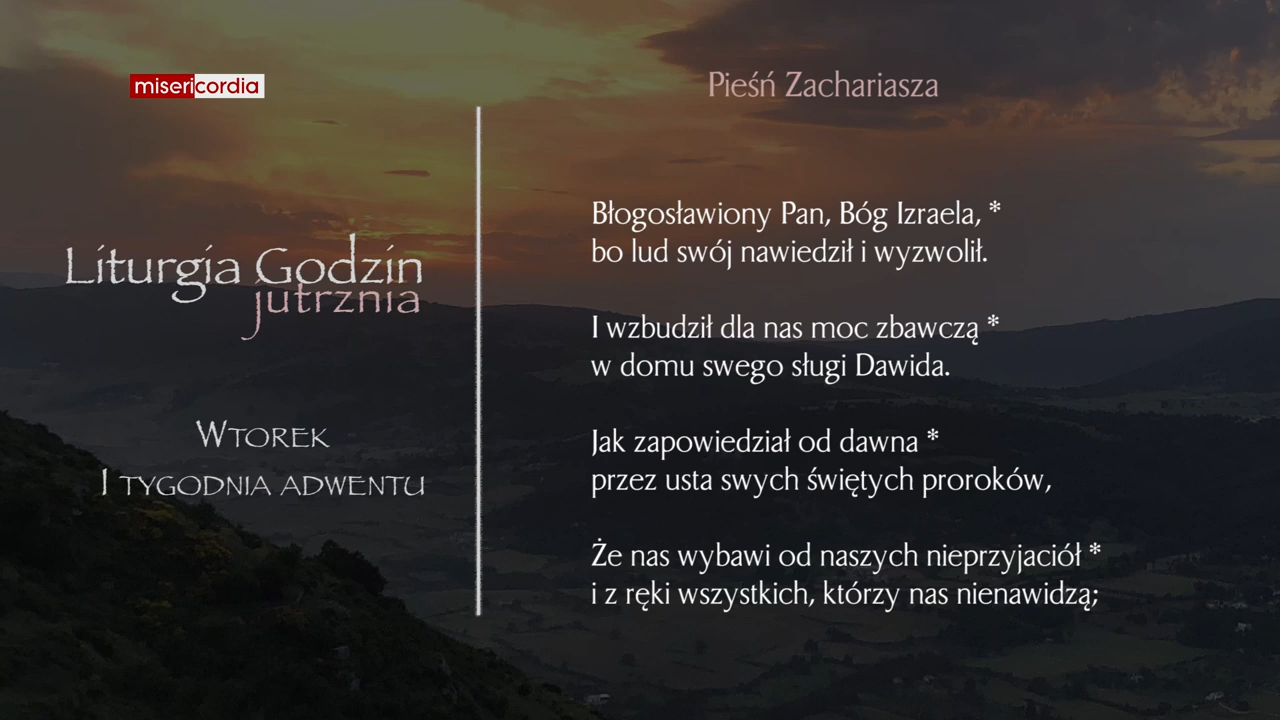 misericordia
Liturgia Godzin
jutrznia
Wtorek
I tygodnia adwentu
Pieśń Zachariasza
Błogosławiony Pan, Bóg Izraela, *
bo lud swój nawiedził i wyzwolił.
I wzbudził dla nas moc zbawczą *
w domu swego sługi Dawida.
Jak zapowiedział od dawna *
przez usta swych świętych proroków,
Że nas wybawi od naszych nieprzyjaciół *
i z ręki wszystkich, którzy nas nienawidzą;